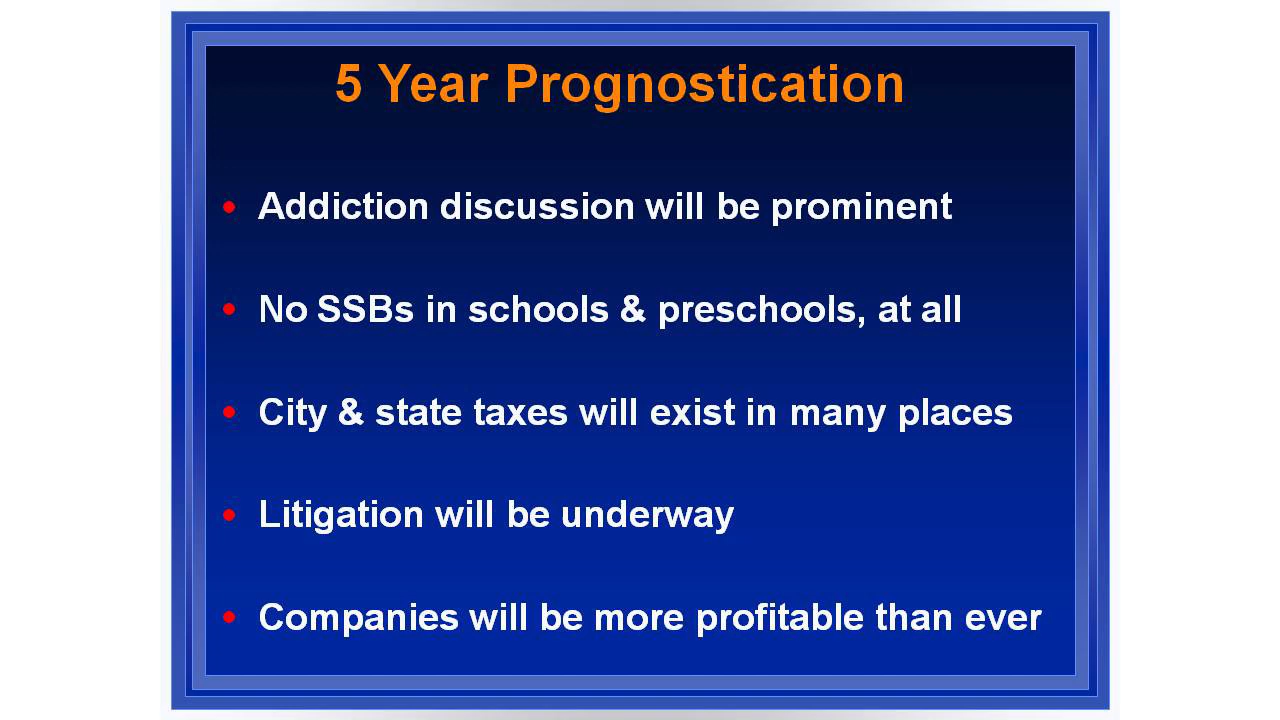 5 Year Prognostication
• Addiction discussion will be prominent
• No SSBs in schools & preschools, at all
• City & state taxes will exist in many places
• Litigation will be underway
• Companies will be more profitable than ever